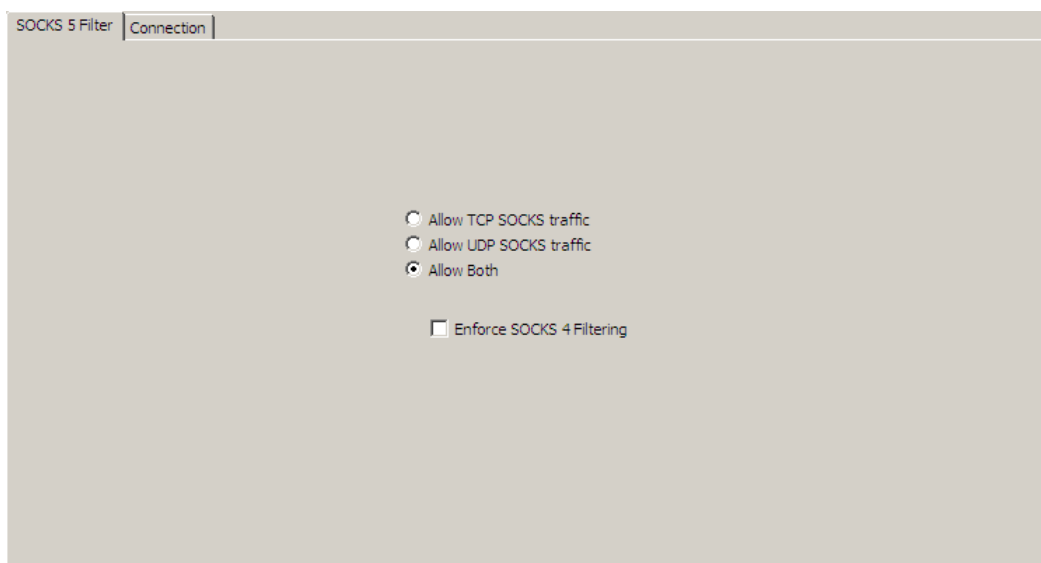 SOCKS 5 Filter Connection
Allow TCP SOCKS traffic
Allow UDP SOCKS traffic
Allow Both
Enforce SOCKS 4 Filtering